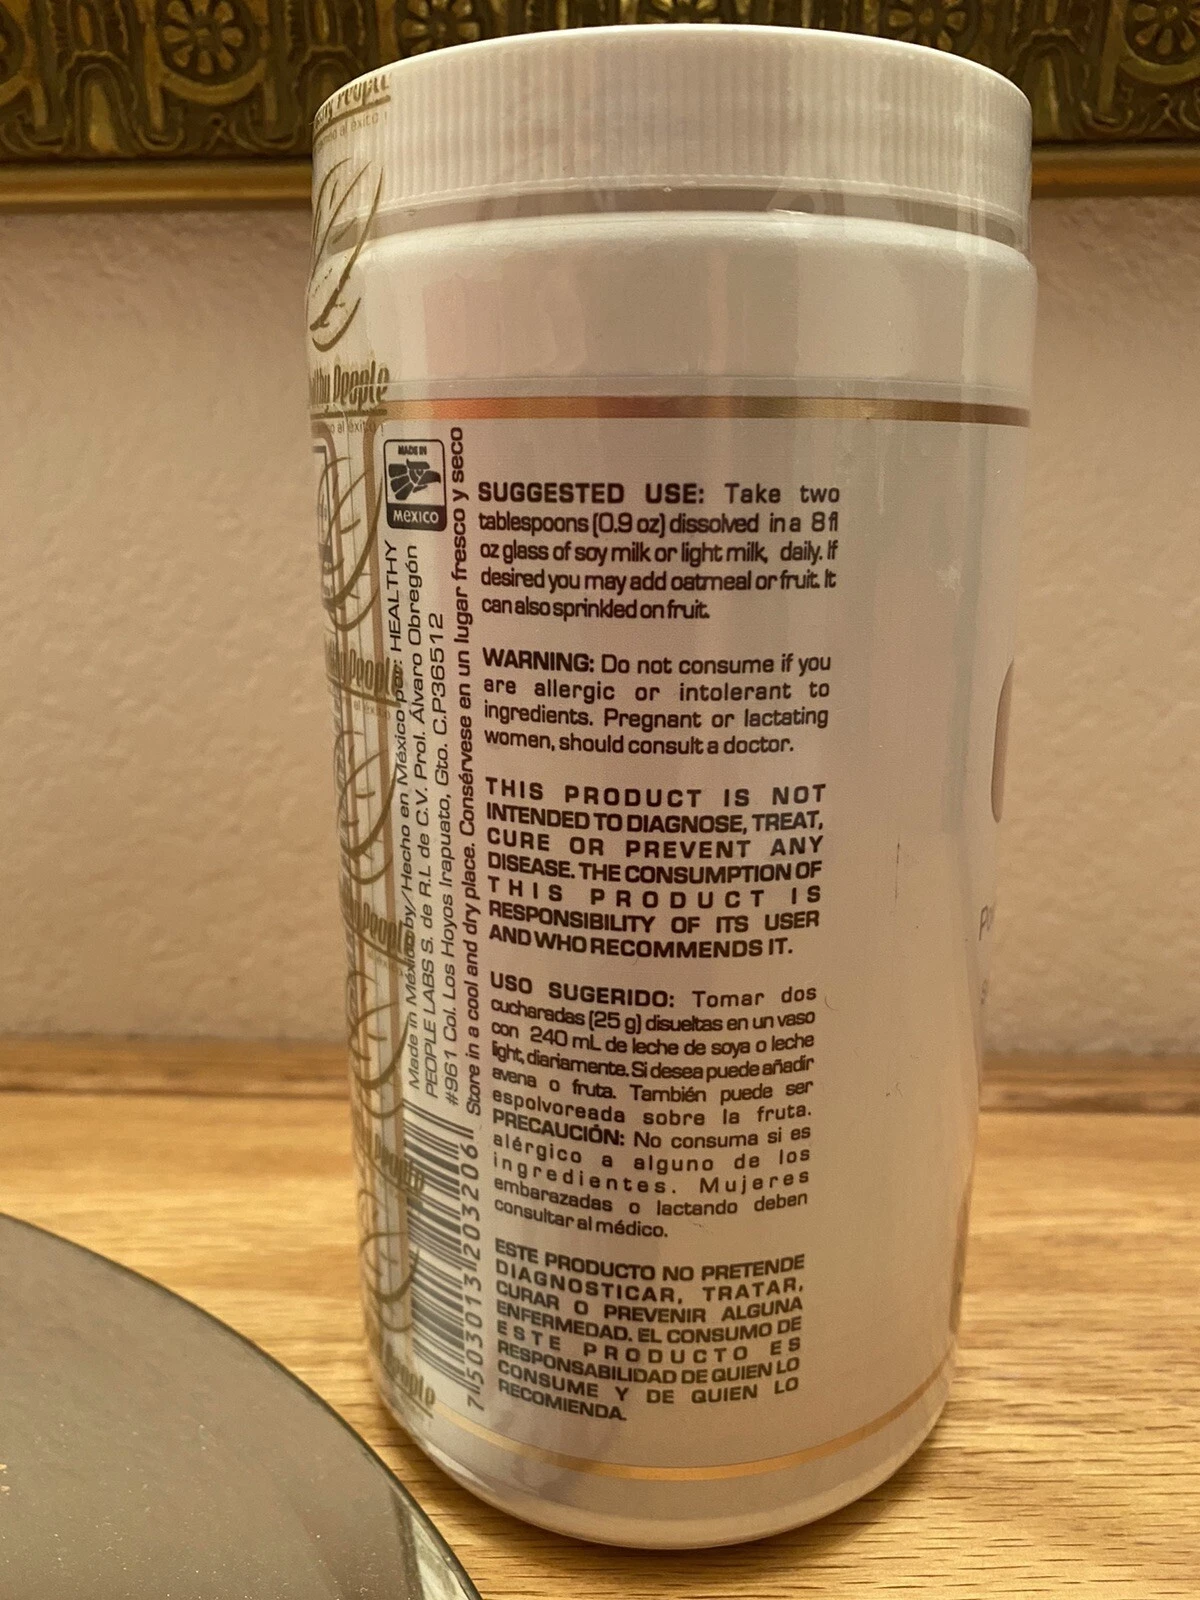 Healthy People
MADE IN
MéXICO
Made in México by/Hecho en México por: HEALTHY
PEOPLE LABS S. de R.L de C.V. Prol. Álvaro Obregón
#961 Col. Los Hoyos Irapuato, Gto. C.P36512
Store in a cool and dry place. Consérvese en un lugar fresco y seco
7 503013 203206
SUGGESTED USE: Take two
tablespoons (0.9 oz) dissolved in a 8 fl
oz glass of soy milk or light milk, daily. If
desired you may add oatmeal or fruit. It
can also sprinkled on fruit.
WARNING: Do not consume if you
are allergic or intolerant to
ingredients. Pregnant or lactating
women, should consult a doctor.
THIS PRODUCT IS NOT
INTENDED TO DIAGNOSE, TREAT,
CURE OR PREVENT ANY
DISEASE. THE CONSUMPTION OF
THIS PRODUCT IS
RESPONSIBILITY OF ITS USER
AND WHO RECOMMENDS IT.
USO SUGERIDO: Tomar dos
cucharadas (25 g) disueltas en un vaso
con 240 mL de leche de soya o leche
light, diariamente. Si desea puede añadir
avena o fruta. También puede ser
espolvoreada sobre la fruta.
PRECAUCIÓN: No consuma si es
alérgico a alguno de los
ingredientes. Mujeres
embarazadas o lactando deben
consultar al médico.
ESTE PRODUCTO NO PRETENDE
DIAGNOSTICAR, TRATAR,
CURAR O PREVENIR ALGUNA
ENFERMEDAD. EL CONSUMO DE
ESTE PRODUCTO ES
RESPONSABILIDAD DE QUIEN LO
CONSUME Y DE QUIEN LO
RECOMIENDA.